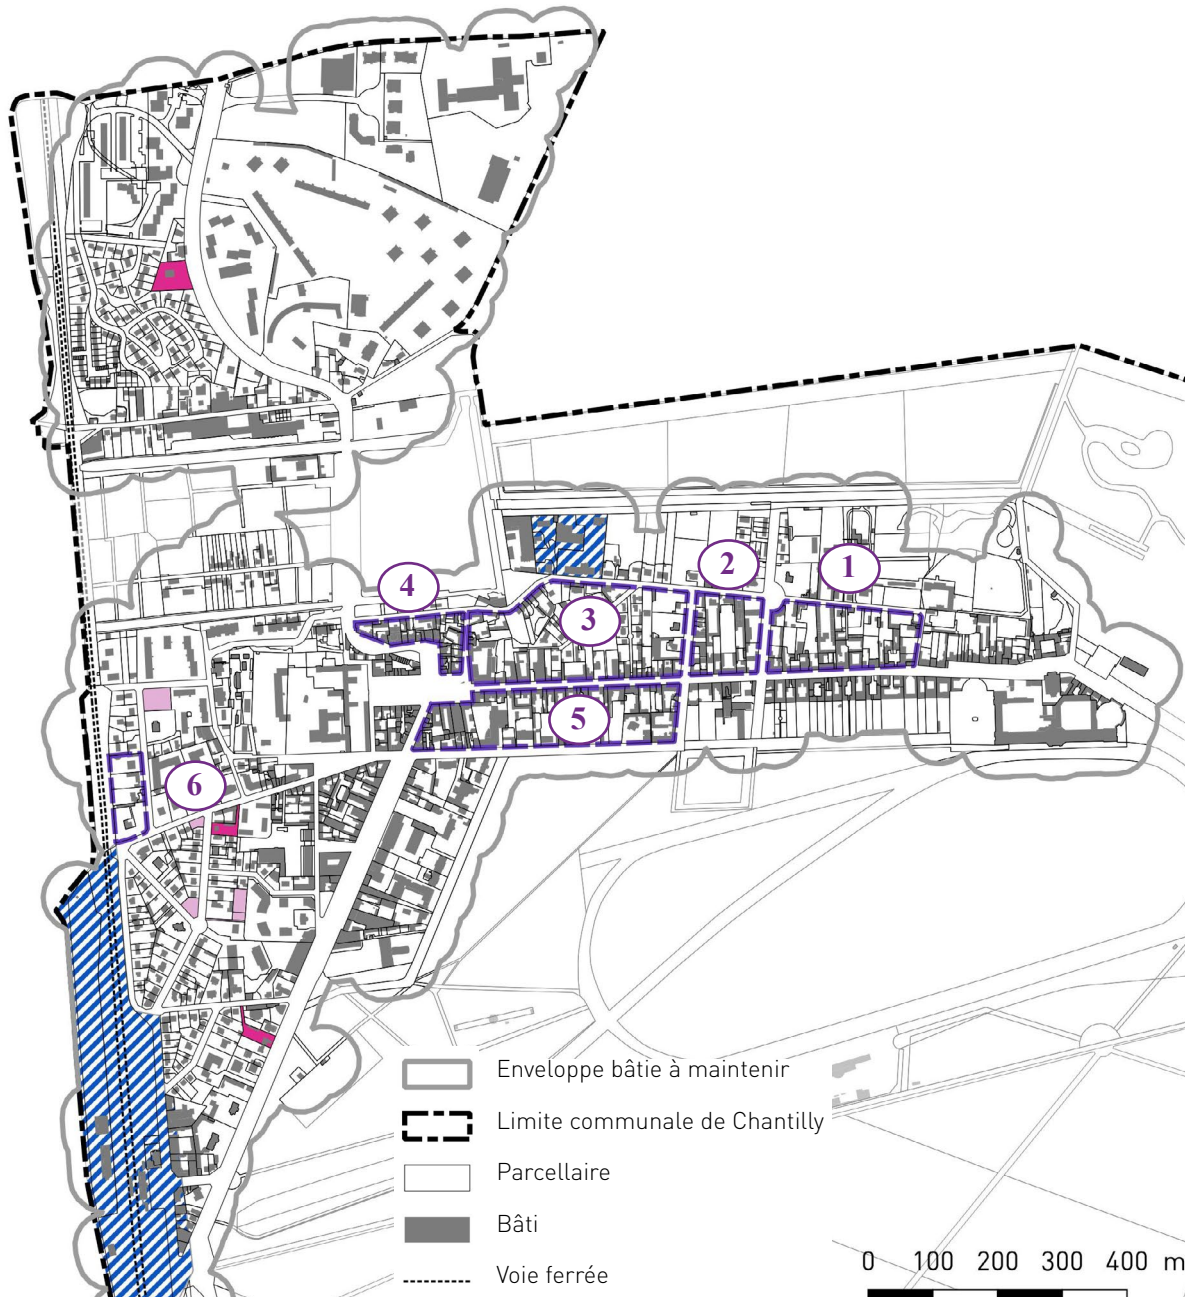 1
2
3
4
5
6
Enveloppe bâtie à maintenir
Limite communale de Chantilly
Parcellaire
Bâti
Voie ferrée
0 100 200 300 400 m